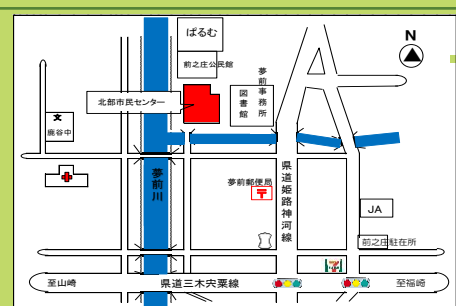 ぱるむ
N
前之庄公民館
夢前事務所
図書館
北部市民センター
文
鹿谷中
夢前川
県道姫路神河線
夢前郵便局
〒
JA
前之庄駐在所
7
至山崎
県道三木宍粟線
至福崎